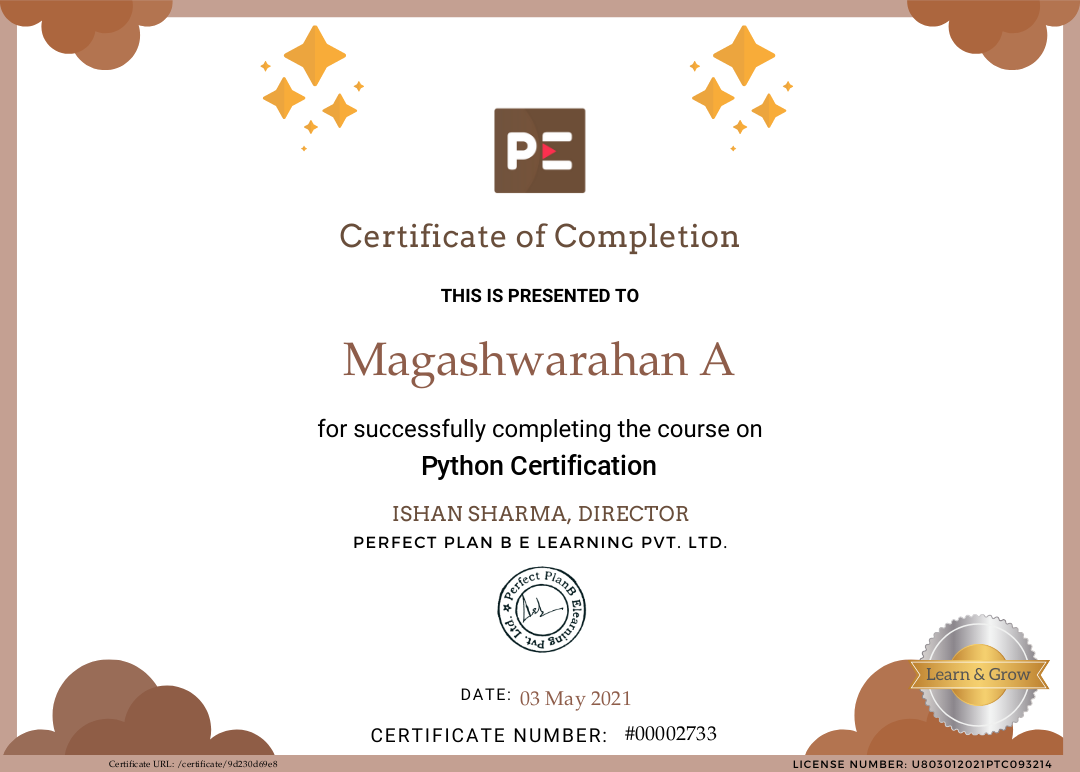 PE
Certificate of Completion
THIS IS PRESENTED TO
Magashwarahan A
for successfully completing the course on
Python Certification
ISHAN SHARMA, DIRECTOR
PERFECT PLAN B E LEARNING PVT. LTD.
Perfect PlanB Elearning Pvt. Ltd.
Learn & Grow
DATE: 03 May 2021
CERTIFICATE NUMBER: #00002733
Certificate URL: /certificate/9d230d69e8
LICENSE NUMBER: U803012021PTC093214